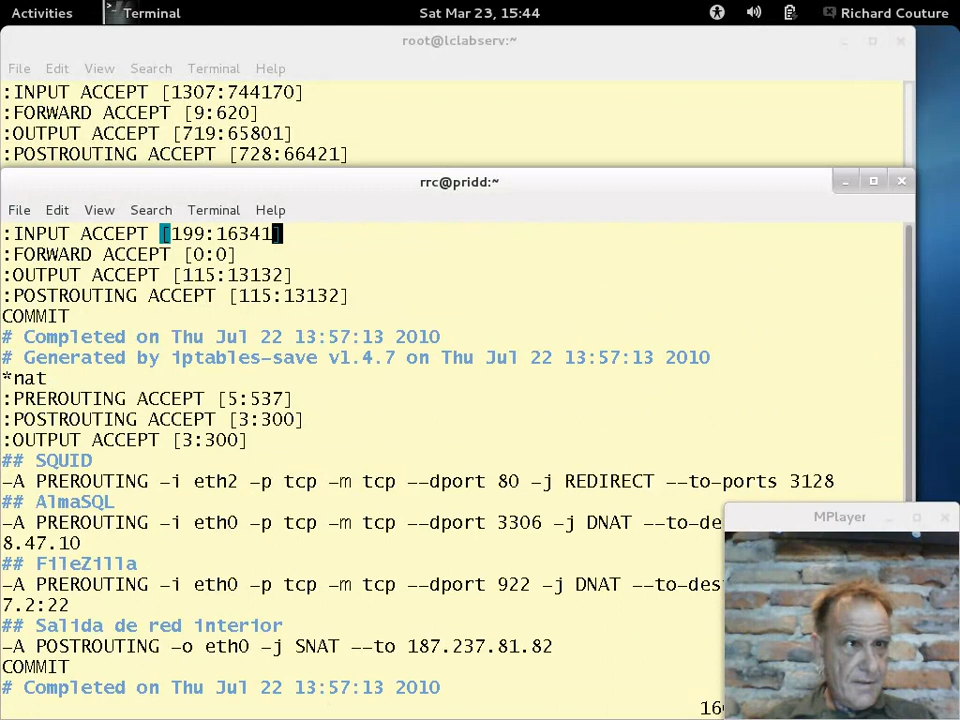 Activities Terminal Sat Mar 23, 15:44 Richard Couture
root@lclabserv:~
File Edit View Search Terminal Help
:INPUT ACCEPT [1307:744170]
:FORWARD ACCEPT [9:620]
:OUTPUT ACCEPT [719:65801]
:POSTROUTING ACCEPT [728:66421]
rrc@pridd:~
File Edit View Search Terminal Help
:INPUT ACCEPT [199:16341]
:FORWARD ACCEPT [0:0]
:OUTPUT ACCEPT [115:13132]
:POSTROUTING ACCEPT [115:13132]
COMMIT
# Completed on Thu Jul 22 13:57:13 2010
# Generated by iptables-save v1.4.7 on Thu Jul 22 13:57:13 2010
*nat
:PREROUTING ACCEPT [5:537]
:POSTROUTING ACCEPT [3:300]
:OUTPUT ACCEPT [3:300]
## SQUID
-A PREROUTING -i eth2 -p tcp -m tcp --dport 80 -j REDIRECT --to-ports 3128
## AlmaSQL
-A PREROUTING -i eth0 -p tcp -m tcp --dport 3306 -j DNAT --to-de
8.47.10
## FileZilla
-A PREROUTING -i eth0 -p tcp -m tcp --dport 922 -j DNAT --to-des
7.2:22
## Salida de red interior
-A POSTROUTING -o eth0 -j SNAT --to 187.237.81.82
COMMIT
# Completed on Thu Jul 22 13:57:13 2010
MPlayer